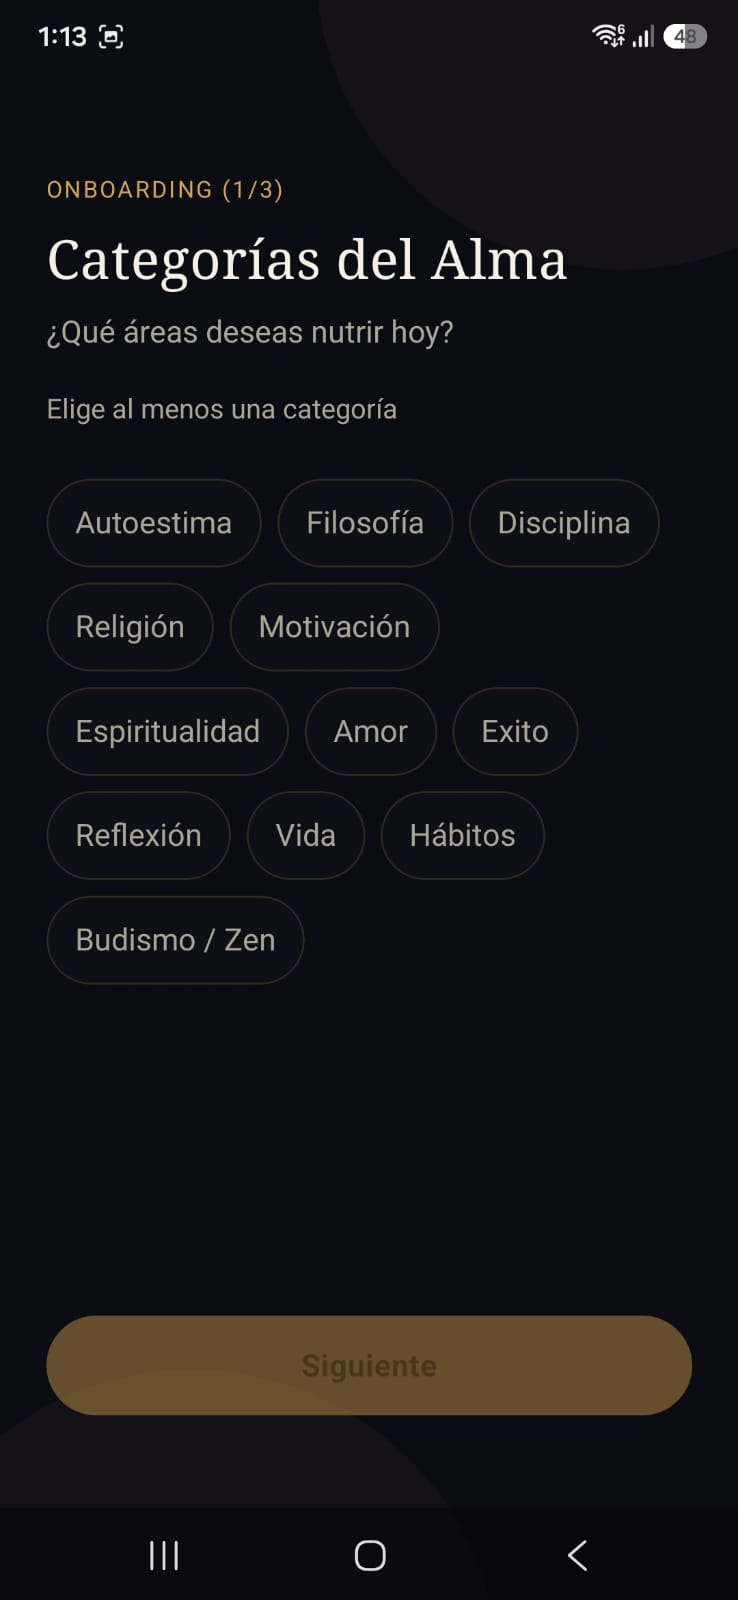 1:13
6
48
ONBOARDING (1/3)
Categorías del Alma
¿Qué áreas deseas nutrir hoy?
Elige al menos una categoría
Autoestima Filosofía Disciplina
Religión Motivación
Espiritualidad Amor Exito
Reflexión Vida Hábitos
Budismo / Zen
Siguiente